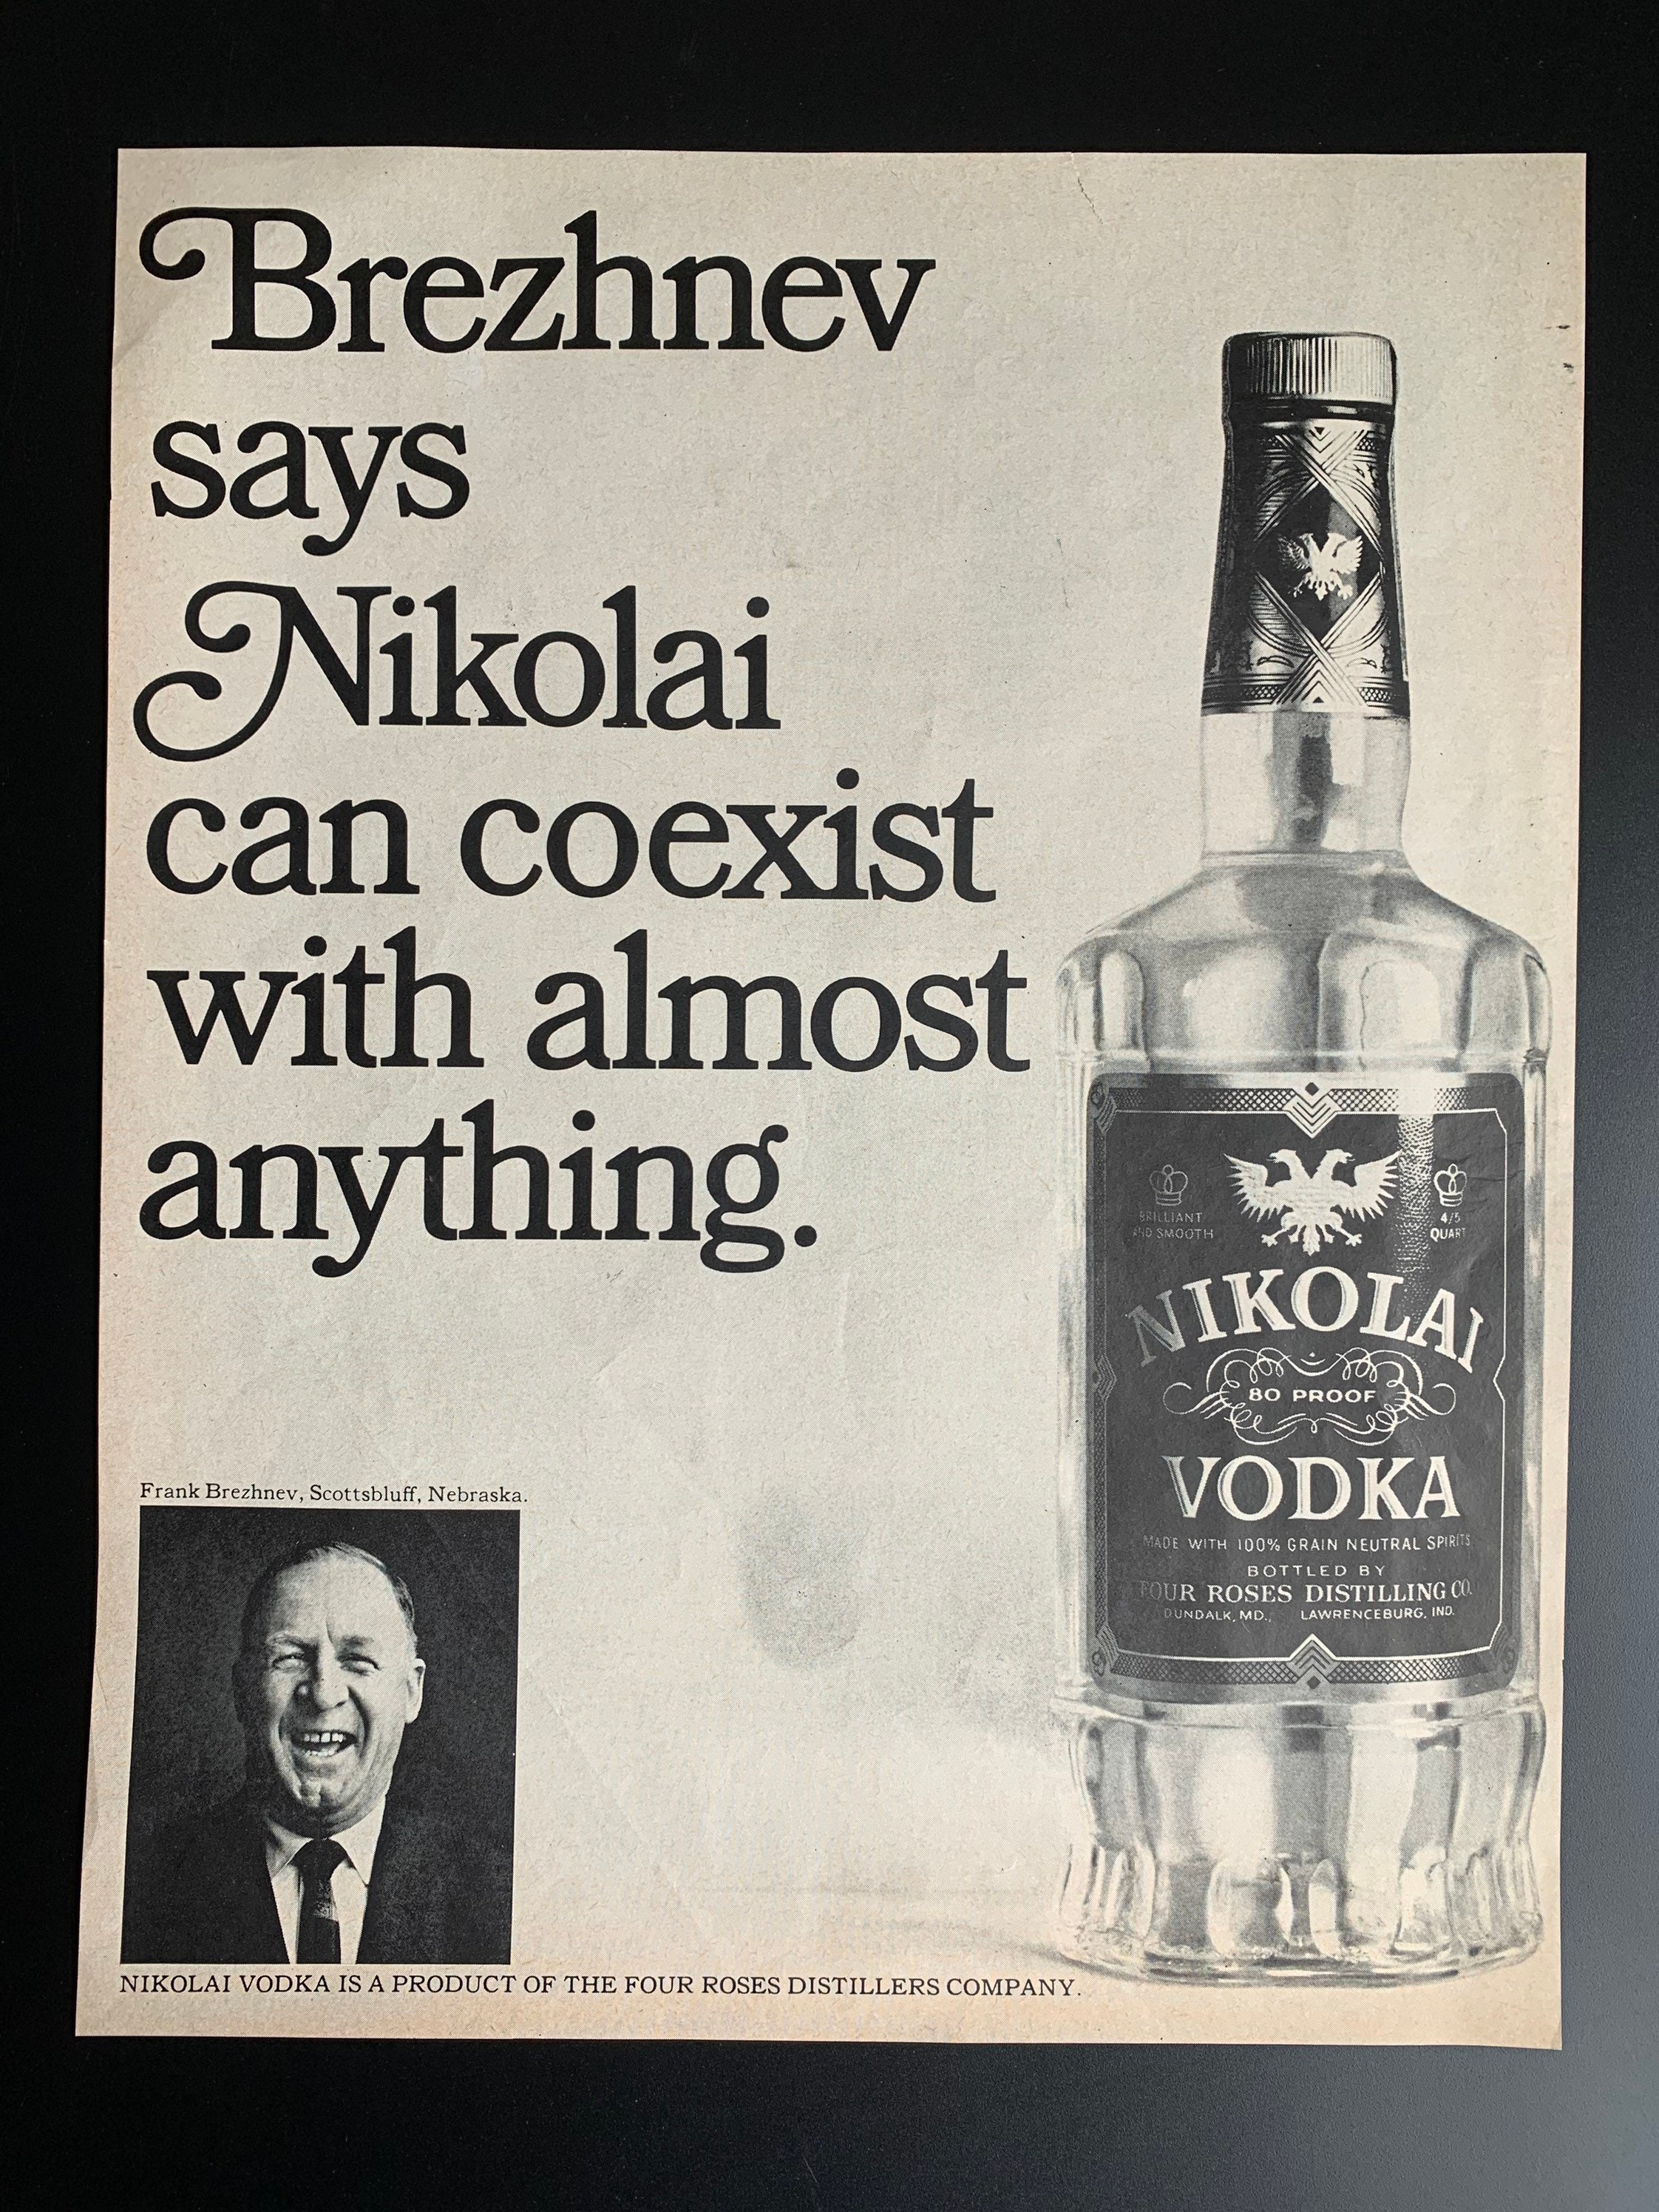 Brezhnev
says
Nikolai
can coexist
with almost
anything.
Frank Brezhnev, Scottsbluff, Nebraska.
NIKOLAI VODKA IS A PRODUCT OF THE FOUR ROSES DISTILLERS COMPANY.
BRILLIANT
AND SMOOTH
4/5
QUART
NIKOLAI
80 PROOF
VODKA
MADE WITH 100% GRAIN NEUTRAL SPIRITS
BOTTLED BY
FOUR ROSES DISTILLING CO.
DUNDALK, MD., LAWRENCEBURG, IND.